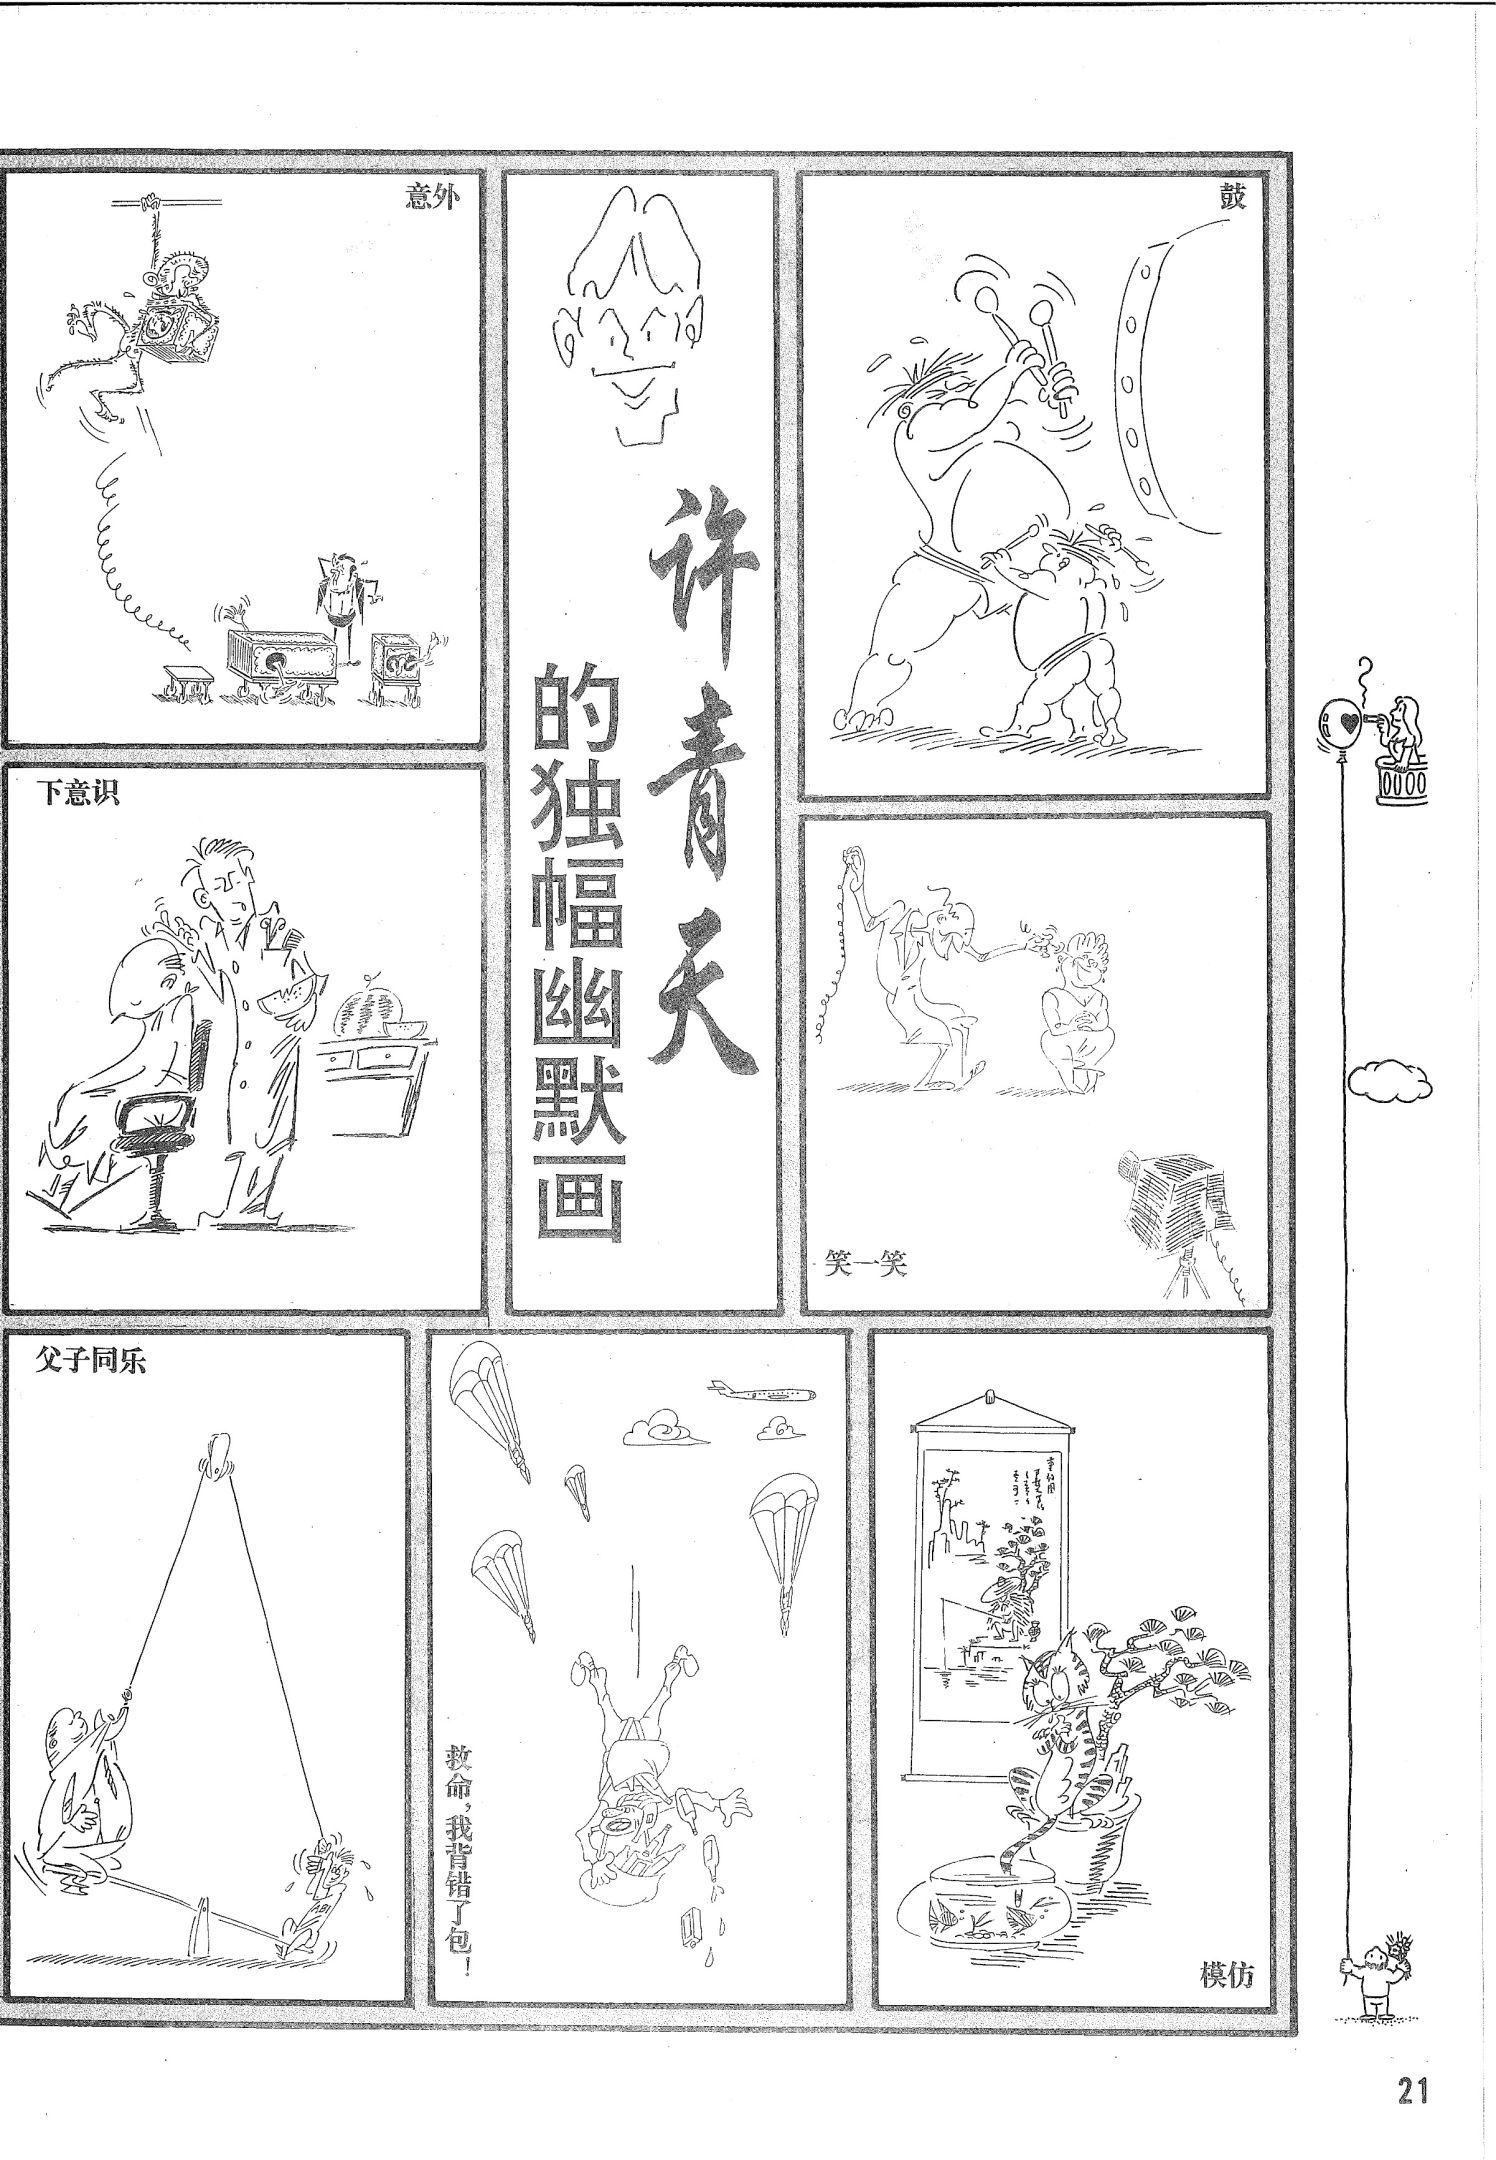 意外
许青天
的独幅幽默画
鼓
下意识
笑一笑
父子同乐
救命，我背错了包！
模仿
21